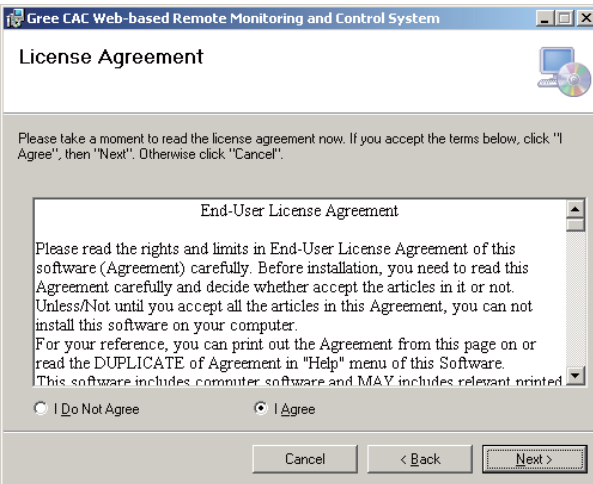 Gree CAC Web-based Remote Monitoring and Control System
License Agreement
Please take a moment to read the license agreement now. If you accept the terms below, click "I
Agree", then "Next". Otherwise click "Cancel".
End-User License Agreement
Please read the rights and limits in End-User License Agreement of this
software (Agreement) carefully. Before installation, you need to read this
Agreement carefully and decide whether accept the articles in it or not.
Unless/Not until you accept all the articles in this Agreement, you can not
install this software on your computer.
For your reference, you can print out the Agreement from this page on or
read the DUPLICATE of Agreement in "Help" menu of this Software.
This software includes computer software and MAY includes relevant printed
I Do Not Agree
I Agree
Cancel
< Back
Next >